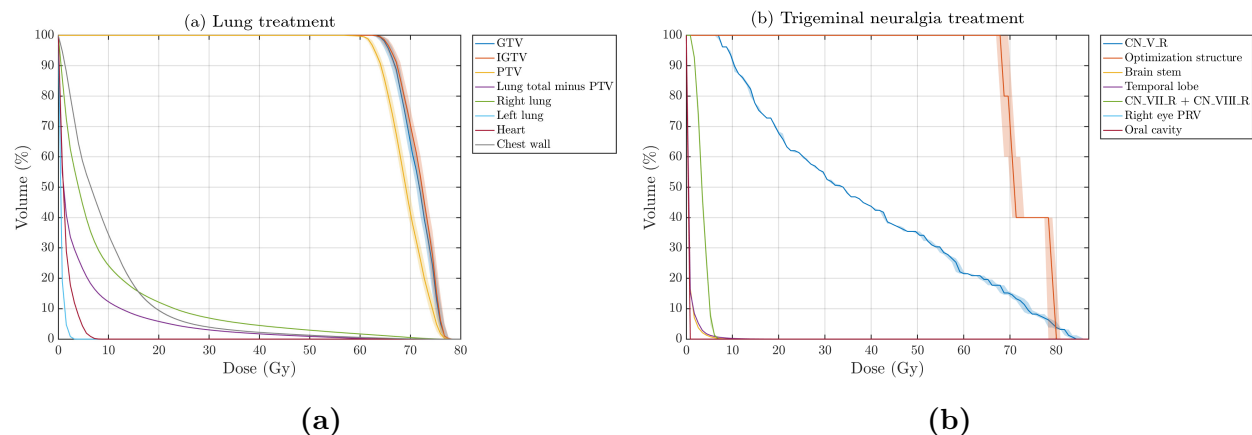 (a) Lung treatment
100
90
80
70
60
50
40
30
20
10
0
Volume (%)
0 10 20 30 40 50 60 70 80
Dose (Gy)
GTV
IGTV
PTV
Lung total minus PTV
Right lung
Left lung
Heart
Chest wall
(a)
(b) Trigeminal neuralgia treatment
100
90
80
70
60
50
40
30
20
10
0
Volume (%)
0 10 20 30 40 50 60 70 80
Dose (Gy)
CN_V_R
Optimization structure
Brain stem
Temporal lobe
CN_VII_R + CN_VIII_R
Right eye PRV
Oral cavity
(b)